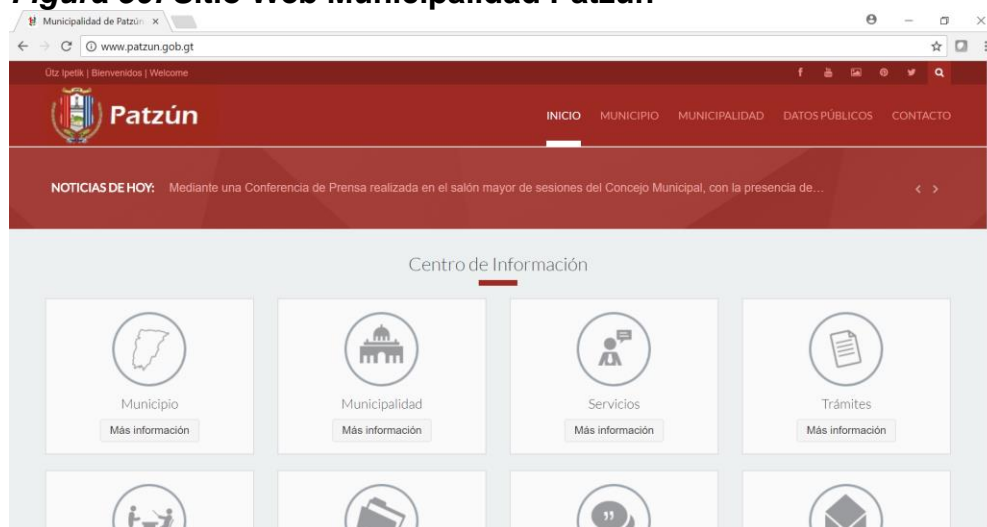 Sitio Web Municipalidad Patzún
Municipalidad de Patzún
www.patzun.gob.gt
Ütz Ipetik | Bienvenidos | Welcome
Patzún
INICIO MUNICIPIO MUNICIPALIDAD DATOS PÚBLICOS CONTACTO
NOTICIAS DE HOY: Mediante una Conferencia de Prensa realizada en el salón mayor de sesiones del Concejo Municipal, con la presencia de...
Centro de Información
Municipio Municipalidad Servicios Trámites
Más información Más información Más información Más información